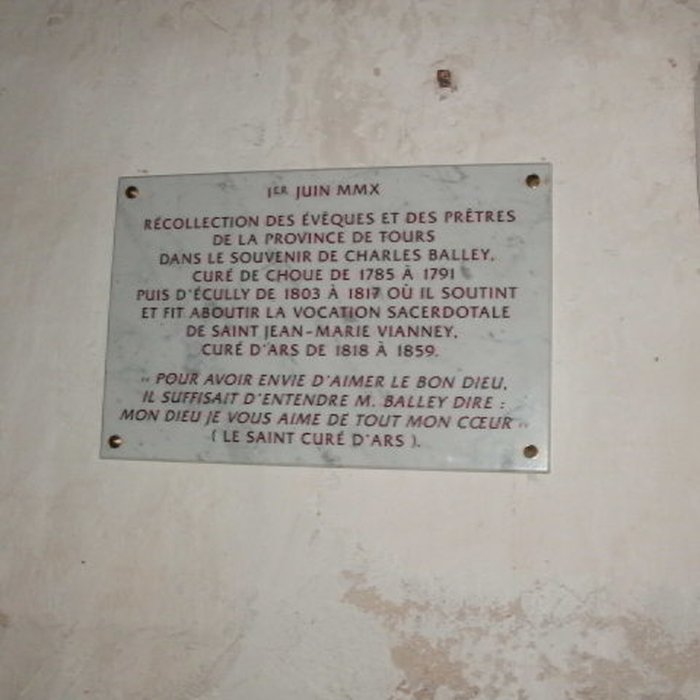 1ER JUIN MMX
RÉCOLLECTION DES ÉVÊQUES ET DES PRÊTRES
DE LA PROVINCE DE TOURS
DANS LE SOUVENIR DE CHARLES BALLEY,
CURÉ DE CHOUE DE 1785 À 1791
PUIS D'ÉCULLY DE 1803 À 1817 OÙ IL SOUTINT
ET FIT ABOUTIR LA VOCATION SACERDOTALE
DE SAINT JEAN-MARIE VIANNEY,
CURÉ D'ARS DE 1818 À 1859.
« POUR AVOIR ENVIE D'AIMER LE BON DIEU,
IL SUFFISAIT D'ENTENDRE M. BALLEY DIRE :
MON DIEU JE VOUS AIME DE TOUT MON CŒUR »
( LE SAINT CURÉ D'ARS ).